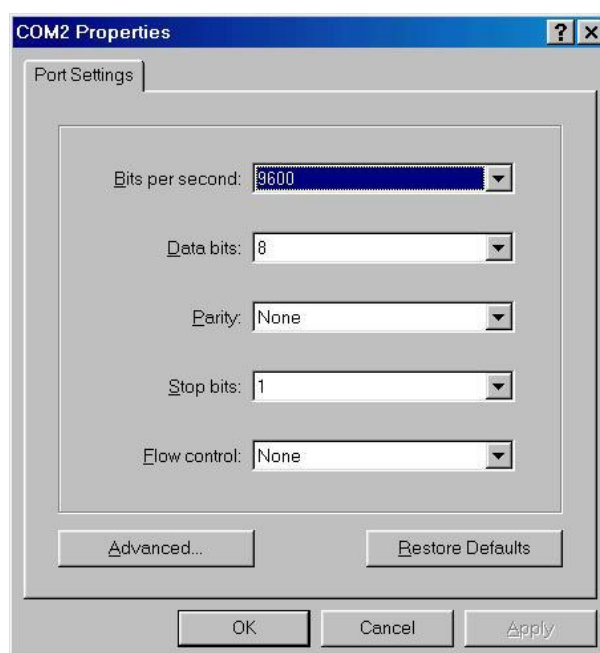 COM2 Properties
Port Settings
Bits per second: 9600
Data bits: 8
Parity: None
Stop bits: 1
Flow control: None
Advanced... Restore Defaults
OK Cancel Apply